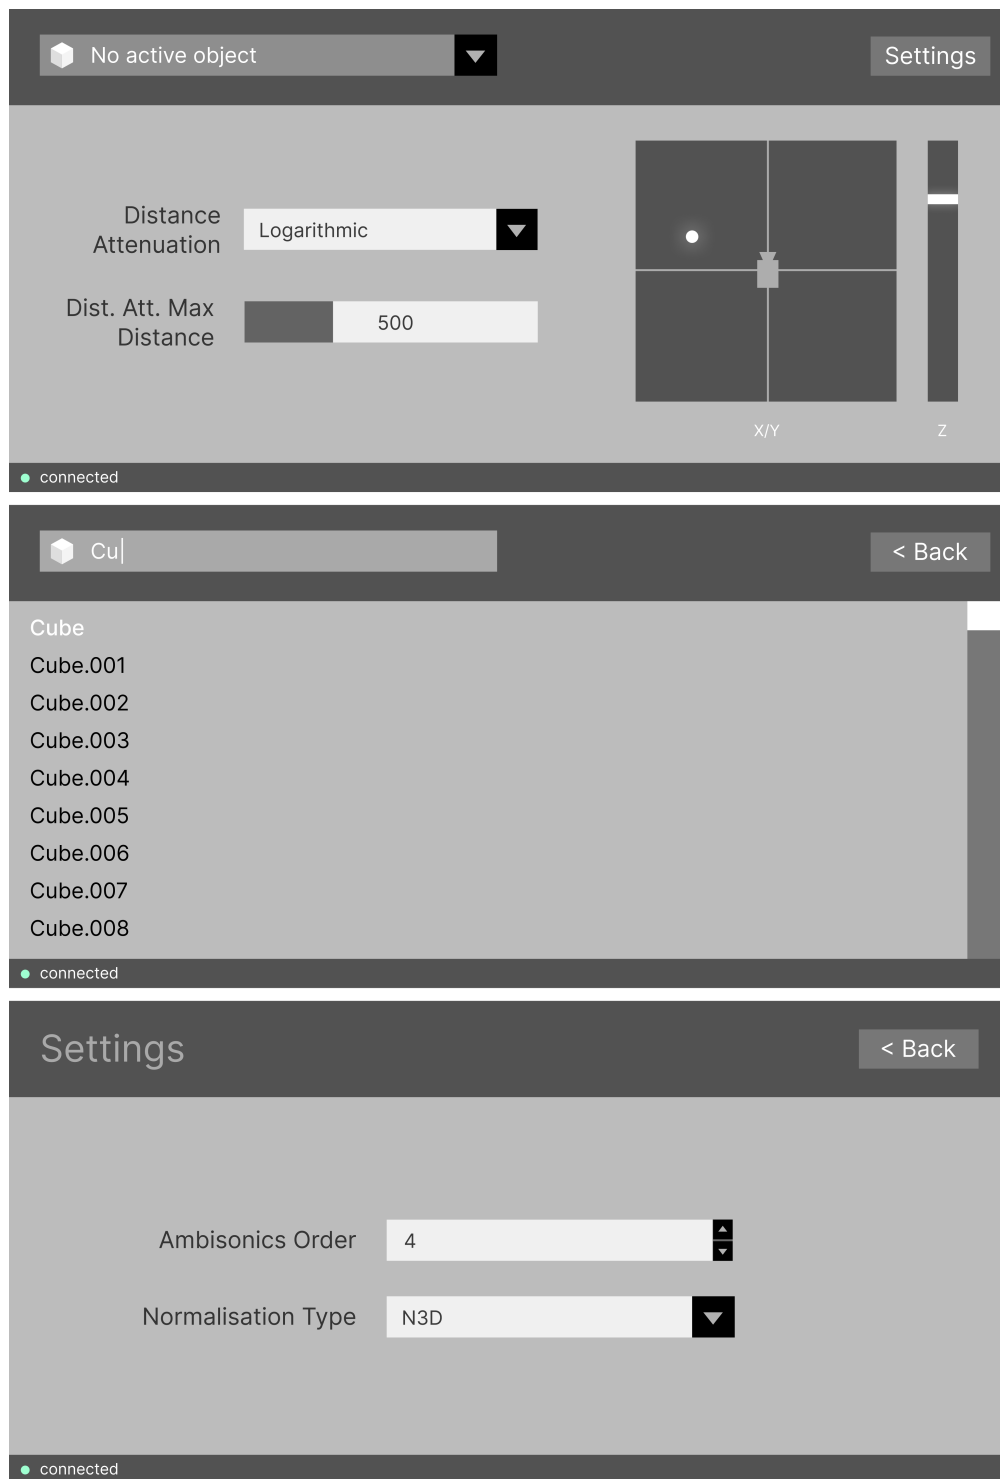 No active object
Settings
Distance
Attenuation
Logarithmic
Dist. Att. Max
Distance
500
X/Y
Z
connected
Cu
< Back
Cube
Cube.001
Cube.002
Cube.003
Cube.004
Cube.005
Cube.006
Cube.007
Cube.008
connected
Settings
< Back
Ambisonics Order
4
Normalisation Type
N3D
connected